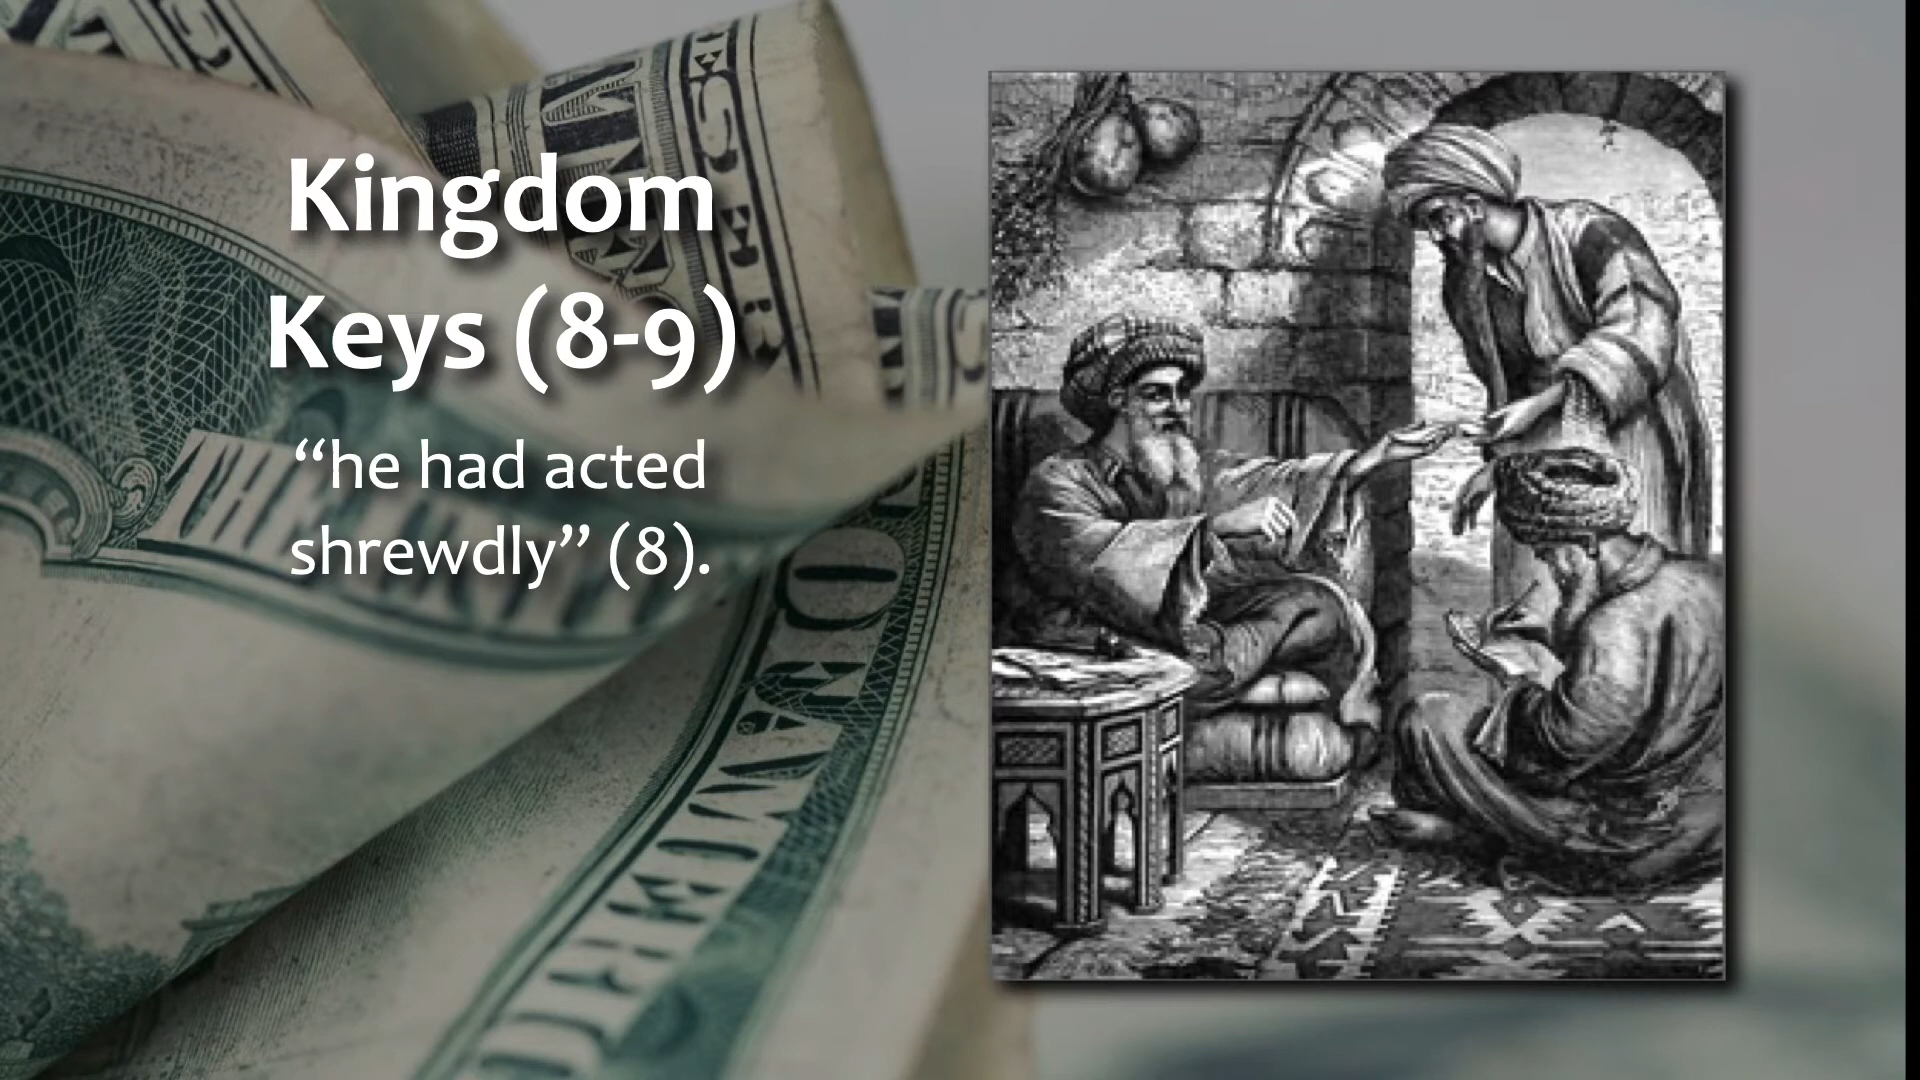 Kingdom
Keys (8-9)
“he had acted
shrewdly” (8).